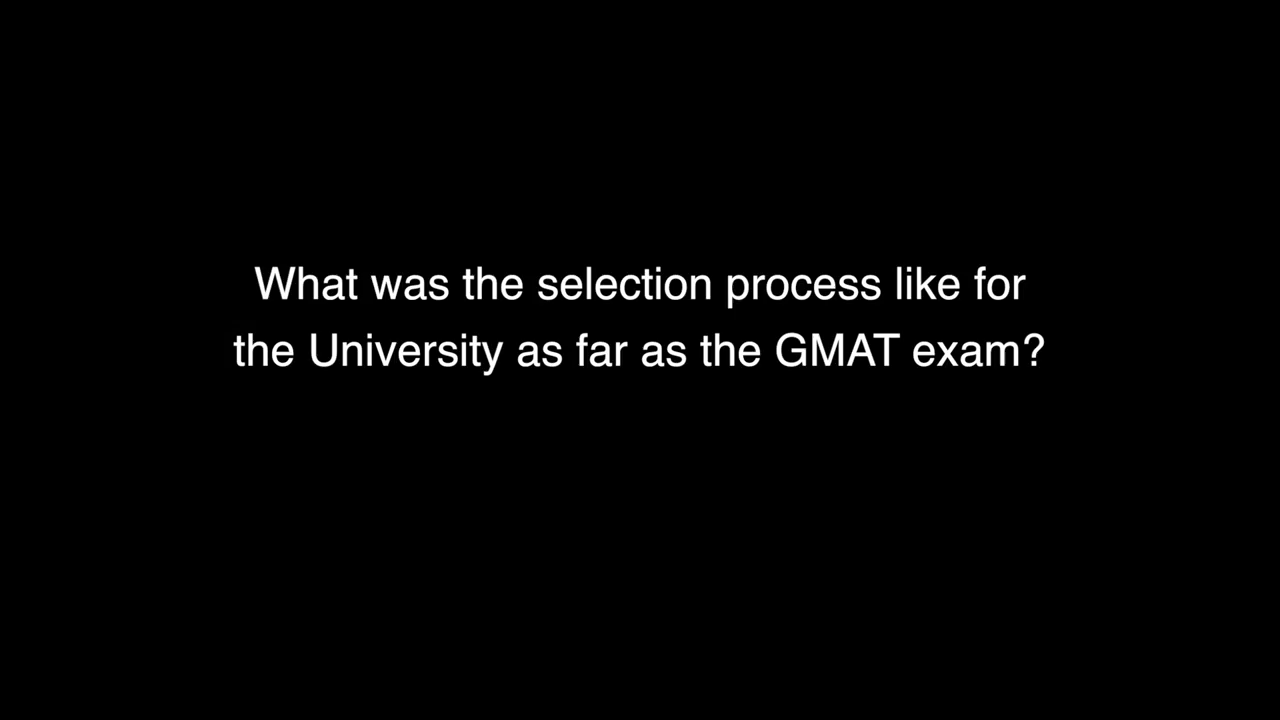 What was the selection process like for
the University as far as the GMAT exam?